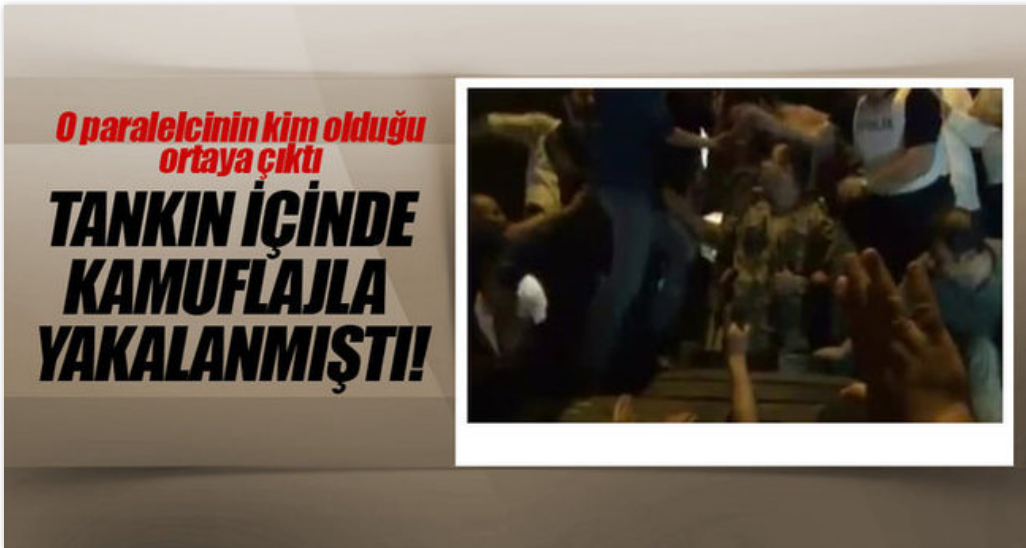 O paralelcinin kim olduğu
ortaya çıktı
TANKIN İÇİNDE
KAMUFLAJLA
YAKALANMIŞTI!